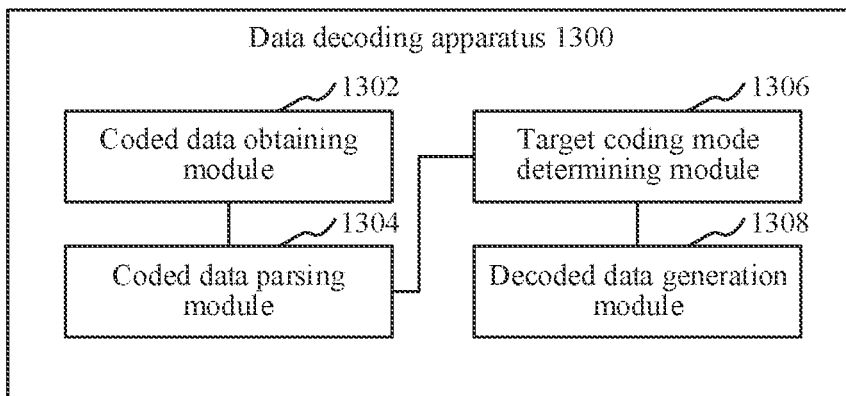 Data decoding apparatus 1300
1302
Coded data obtaining
module
1304
Coded data parsing
module
1306
Target coding mode
determining module
1308
Decoded data generation
module